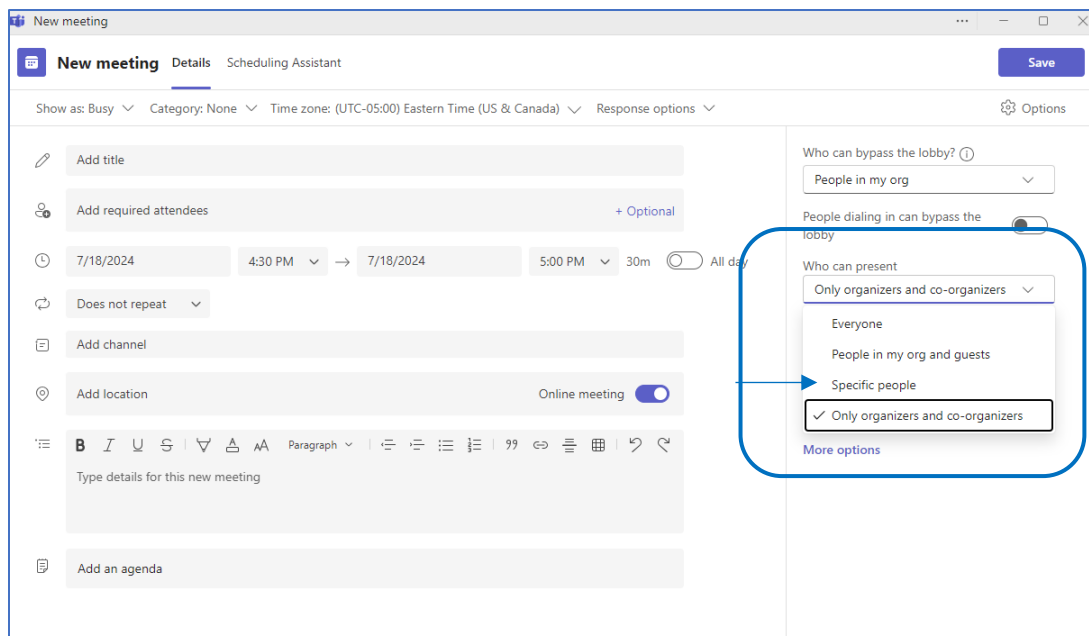 New meeting
New meeting Details Scheduling Assistant Save
Show as: Busy Category: None Time zone: (UTC-05:00) Eastern Time (US & Canada) Response options Options
Add title
Add required attendees + Optional
7/18/2024 4:30 PM → 7/18/2024 5:00 PM 30m All day
Does not repeat
Add channel
Add location Online meeting
B I U S A AA Paragraph
Type details for this new meeting
Add an agenda
Who can bypass the lobby?
People in my org
People dialing in can bypass the
lobby
Who can present
Only organizers and co-organizers
Everyone
People in my org and guests
Specific people
Only organizers and co-organizers
More options